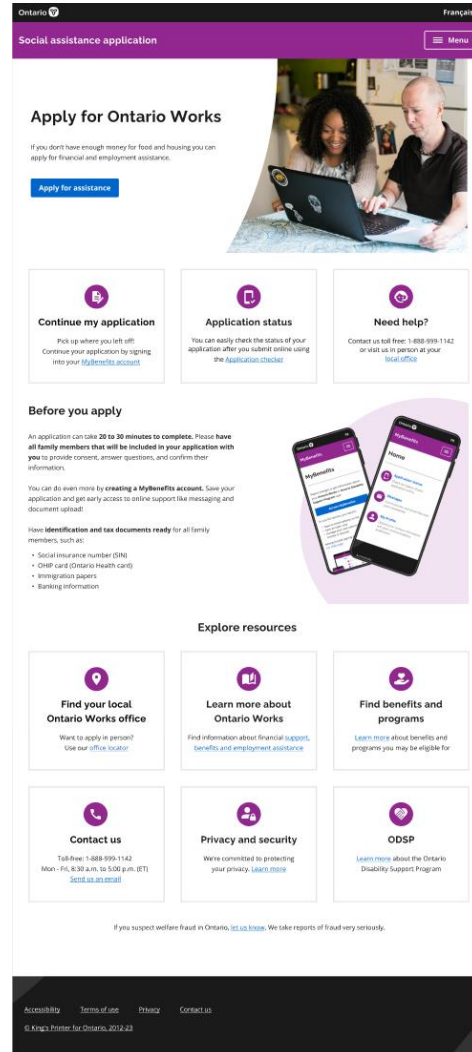 Ontario
Français
Social assistance application
Menu
Apply for Ontario Works
If you don't have enough money for food and housing you can
apply for financial and employment assistance.
Apply for assistance
Continue my application
Pick up where you left off!
Continue your application by signing
into your MyBenefits account
Application status
You can easily check the status of your
application after you submit online using
the Application checker
Need help?
Contact us toll free: 1-888-999-1142
or visit us in person at your
local office
Before you apply
An application can take 20 to 30 minutes to complete. Please have
all family members that will be included in your application with
you to provide consent, answer questions, and confirm their
information.
You can do even more by creating a MyBenefits account. Save your
application and get early access to online support like messaging and
document upload!
Have identification and tax documents ready for all family
members, such as:
• Social insurance number (SIN)
• OHIP card (Ontario Health card)
• Immigration papers
• Banking information
MyBenefits
MyBenefits
MyBenefits
Home
Explore resources
Find your local
Ontario Works office
Want to apply in person?
Use our office locator
Learn more about
Ontario Works
Find information about financial support,
benefits and employment assistance
Find benefits and
programs
Learn more about benefits and
programs you may be eligible for
Contact us
Toll-free: 1-888-999-1142
Mon - Fri, 8:30 a.m. to 5:00 p.m. (ET)
Send us an email
Privacy and security
We're committed to protecting
your privacy. Learn more
ODSP
Learn more about the Ontario
Disability Support Program
If you suspect welfare fraud in Ontario, let us know. We take reports of fraud very seriously.
Accessibility
Terms of use
Privacy
Contact us
© King's Printer for Ontario, 2012-23